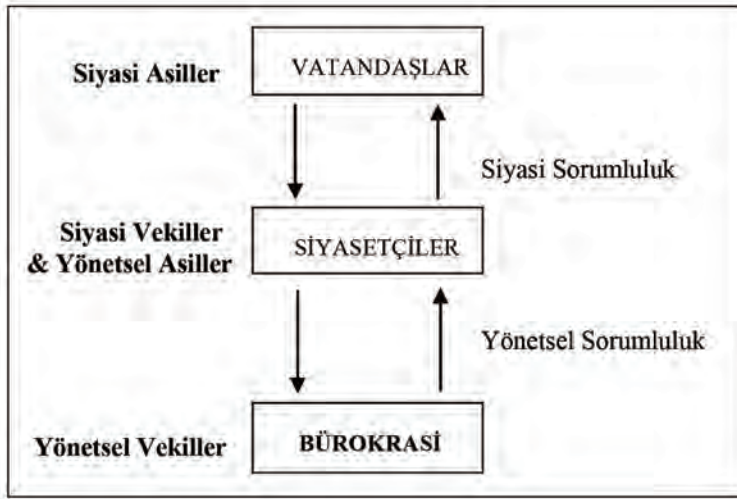 Siyasi Asiller
VATANDAŞLAR
Siyasi Sorumluluk
Siyasi Vekiller
& Yönetsel Asiller
SİYASETÇİLER
Yönetsel Sorumluluk
Yönetsel Vekiller
BÜROKRASİ